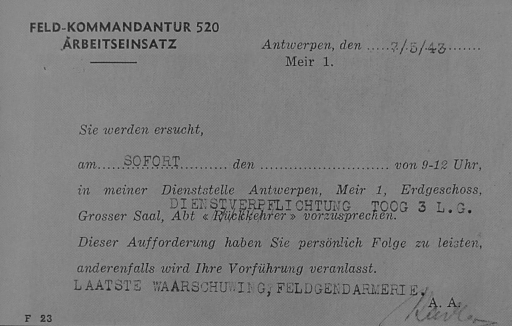 FELD-KOMMANDANTUR 520
ARBEITSEINSATZ
Antwerpen, den ..... 7/5/43 .......
Meir 1.
Sie werden ersucht,
am..... SOFORT .......... den ........................... von 9-12 Uhr,
in meiner Dienststelle Antwerpen, Meir 1, Erdgeschoss,
DIENSTVERPFLICHTUNG TOOG 3 L.G.
Grosser Saal, Abt « Rückkehrer » vorzusprechen.
Dieser Aufforderung haben Sie persönlich Folge zu leisten,
anderenfalls wird Ihre Vorführung veranlasst.
LAATSTE WAARSCHUWING, FELDGENDARMERIE.
A. A.
F 23